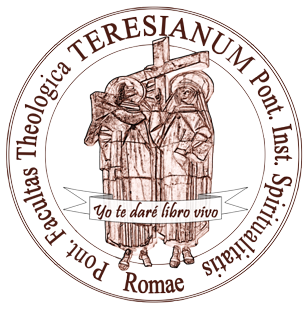 Pont. Facultas Theologica TERESIANUM Pont. Inst. Spiritualitatis
Romae
Yo te daré libro vivo